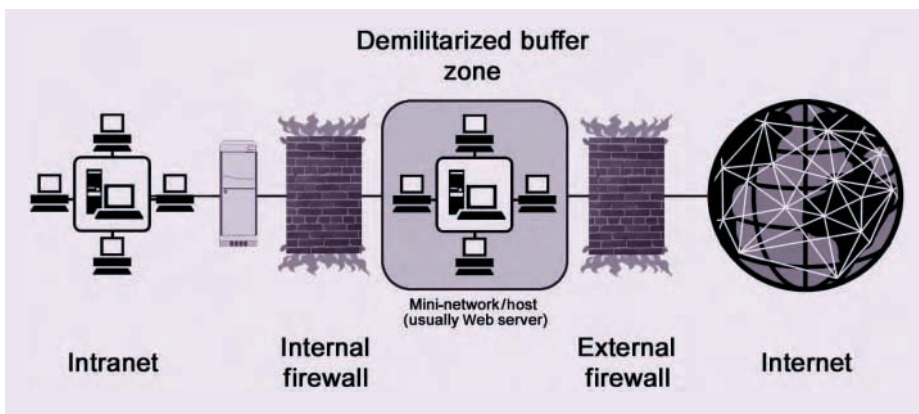 Demilitarized buffer
zone
Mini-network/host
(usually Web server)
Intranet
Internal
firewall
External
firewall
Internet